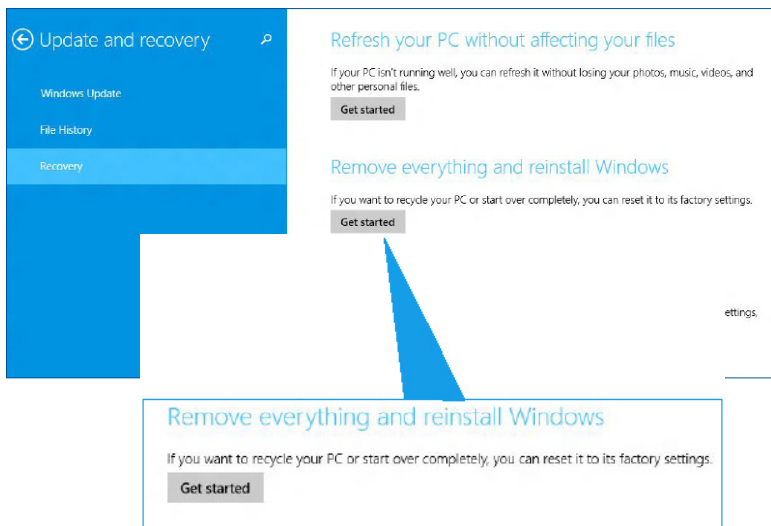 Update and recovery
Windows Update
File History
Recovery
Refresh your PC without affecting your files
If your PC isn't running well, you can refresh it without losing your photos, music, videos, and
other personal files.
Get started
Remove everything and reinstall Windows
If you want to recycle your PC or start over completely, you can reset it to its factory settings.
Get started
ettings,
Remove everything and reinstall Windows
If you want to recycle your PC or start over completely, you can reset it to its factory settings.
Get started